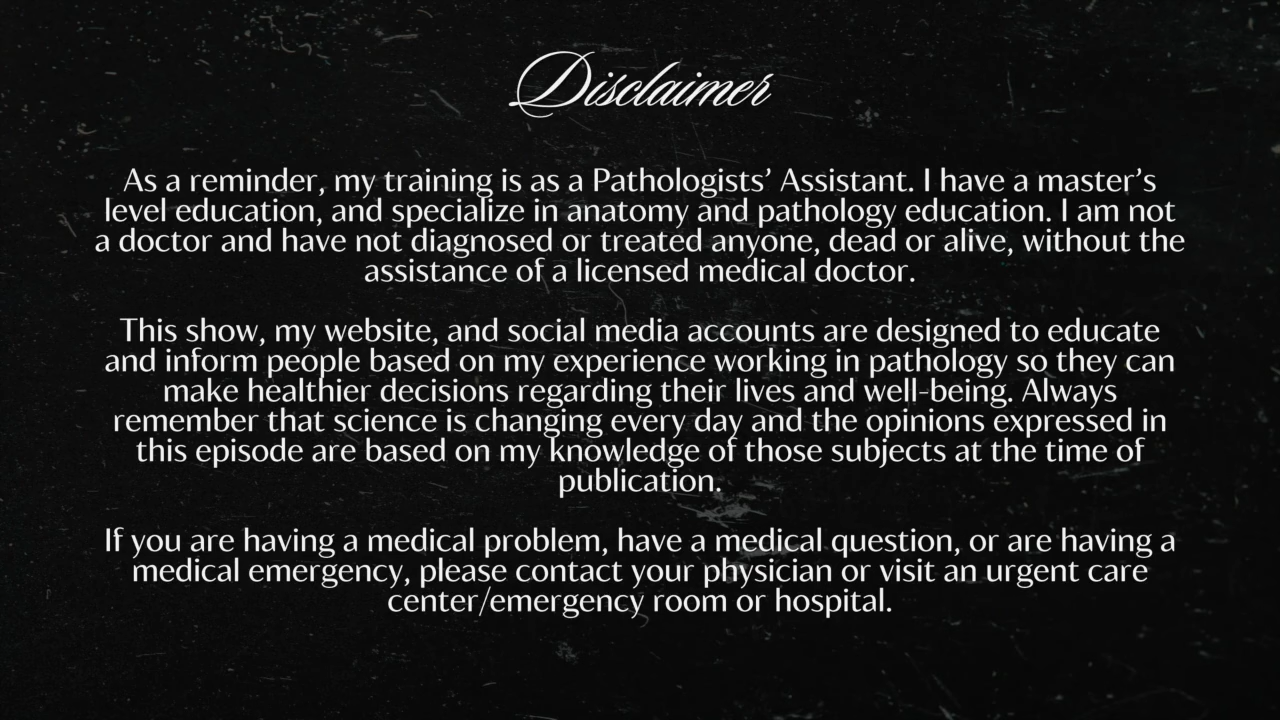 Disclaimer
As a reminder, my training is as a Pathologists’ Assistant. I have a master’s
level education, and specialize in anatomy and pathology education. I am not
a doctor and have not diagnosed or treated anyone, dead or alive, without the
assistance of a licensed medical doctor.
This show, my website, and social media accounts are designed to educate
and inform people based on my experience working in pathology so they can
make healthier decisions regarding their lives and well-being. Always
remember that science is changing every day and the opinions expressed in
this episode are based on my knowledge of those subjects at the time of
publication.
If you are having a medical problem, have a medical question, or are having a
medical emergency, please contact your physician or visit an urgent care
center/emergency room or hospital.